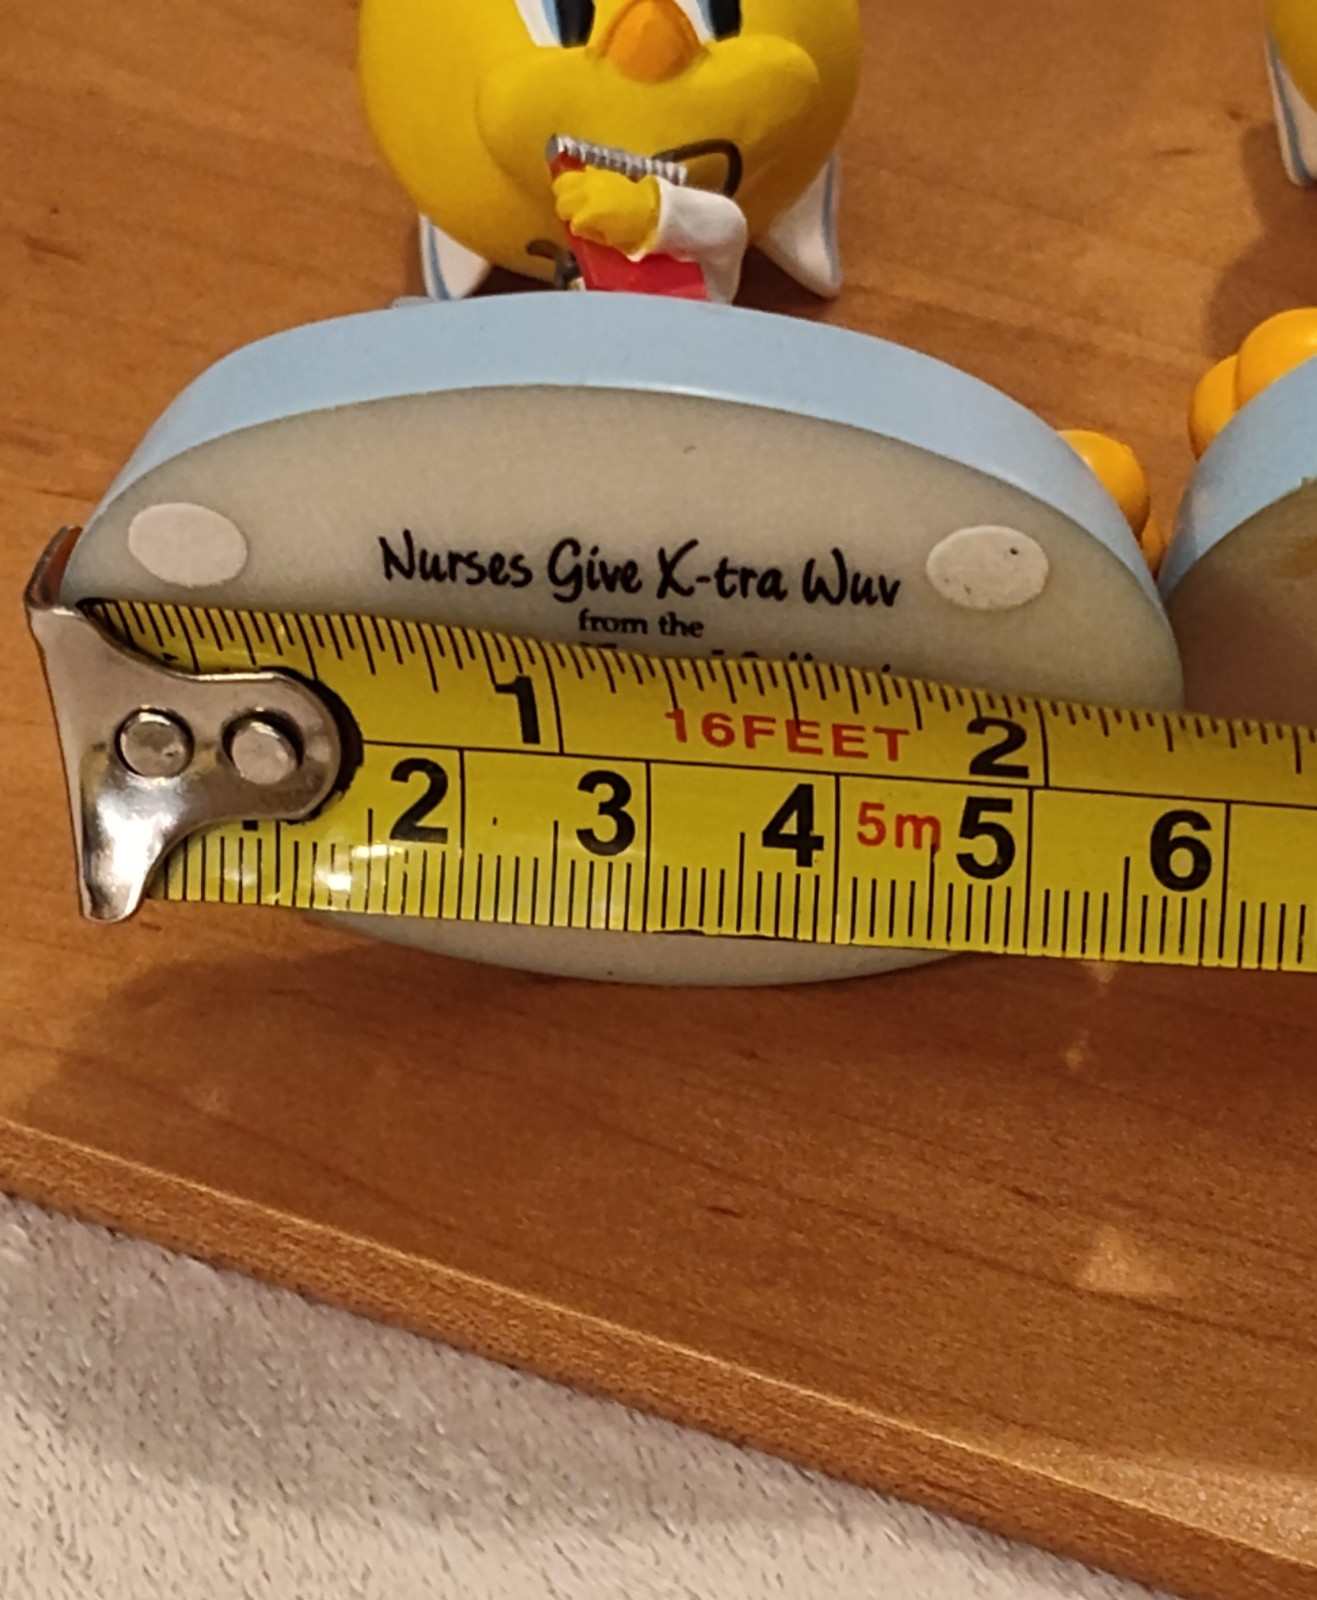 Nurses Give X-tra Wuv
from the
1 16FEET 2
2 3 4 5m 5 6